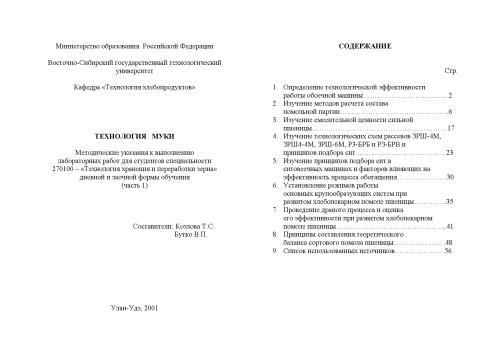 Министерство образования Российской Федерации
Восточно-Сибирский государственный технологический
университет
Кафедра «Технология хлебопродуктов»
ТЕХНОЛОГИЯ МУКИ
Методические указания к выполнению
лабораторных работ для студентов специальности
270100 – «Технология хранения и переработки зерна»
дневной и заочной формы обучения
(часть 1)
Составители: Козлова Т.С.
Бутко В.П.
Улан-Удэ, 2001
СОДЕРЖАНИЕ
Стр.
1. Определение технологической эффективности
работы обоечной машины……………………2
2. Изучение методов расчета состава
помольной партии……………………………6
3. Изучение смесительной ценности сильной
пшеницы…………………………………17
4. Изучение технологических схем рассевов ЗРШ-4М,
ЗРШ4-4М, ЗРШ-6М, РЗ-БРБ и РЗ-БРВ и
принципов подбора сит ……………………23
5. Изучение принципов подбора сит в
ситовеечных машинах и факторов влияющих на
эффективность процесса обогащения…………30
6. Установление режимов работы
основных крупообразующих систем при
развитом хлебопекарном помоле пшеницы………35
7. Проведение драного процесса и оценка
его эффективности при развитом хлебопекарном
помоле пшеницы…………………………41
8. Принципы составления теоретического
баланса сортового помола пшеницы……………48
9. Список использованных источников……………56